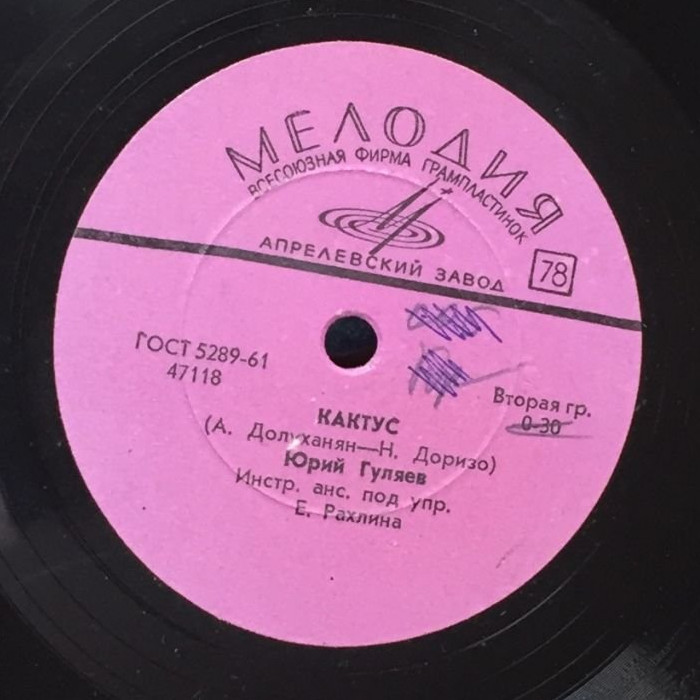 МЕЛОДИЯ
ВСЕСОЮЗНАЯ ФИРМА ГРАМПЛАСТИНОК
АПРЕЛЕВСКИЙ ЗАВОД
78
ГОСТ 5289-61
47118
Вторая гр.
0-30
КАКТУС
(А. Долуханян—Н. Доризо)
Юрий Гуляев
Инстр. анс. под упр.
Е. Рахлина